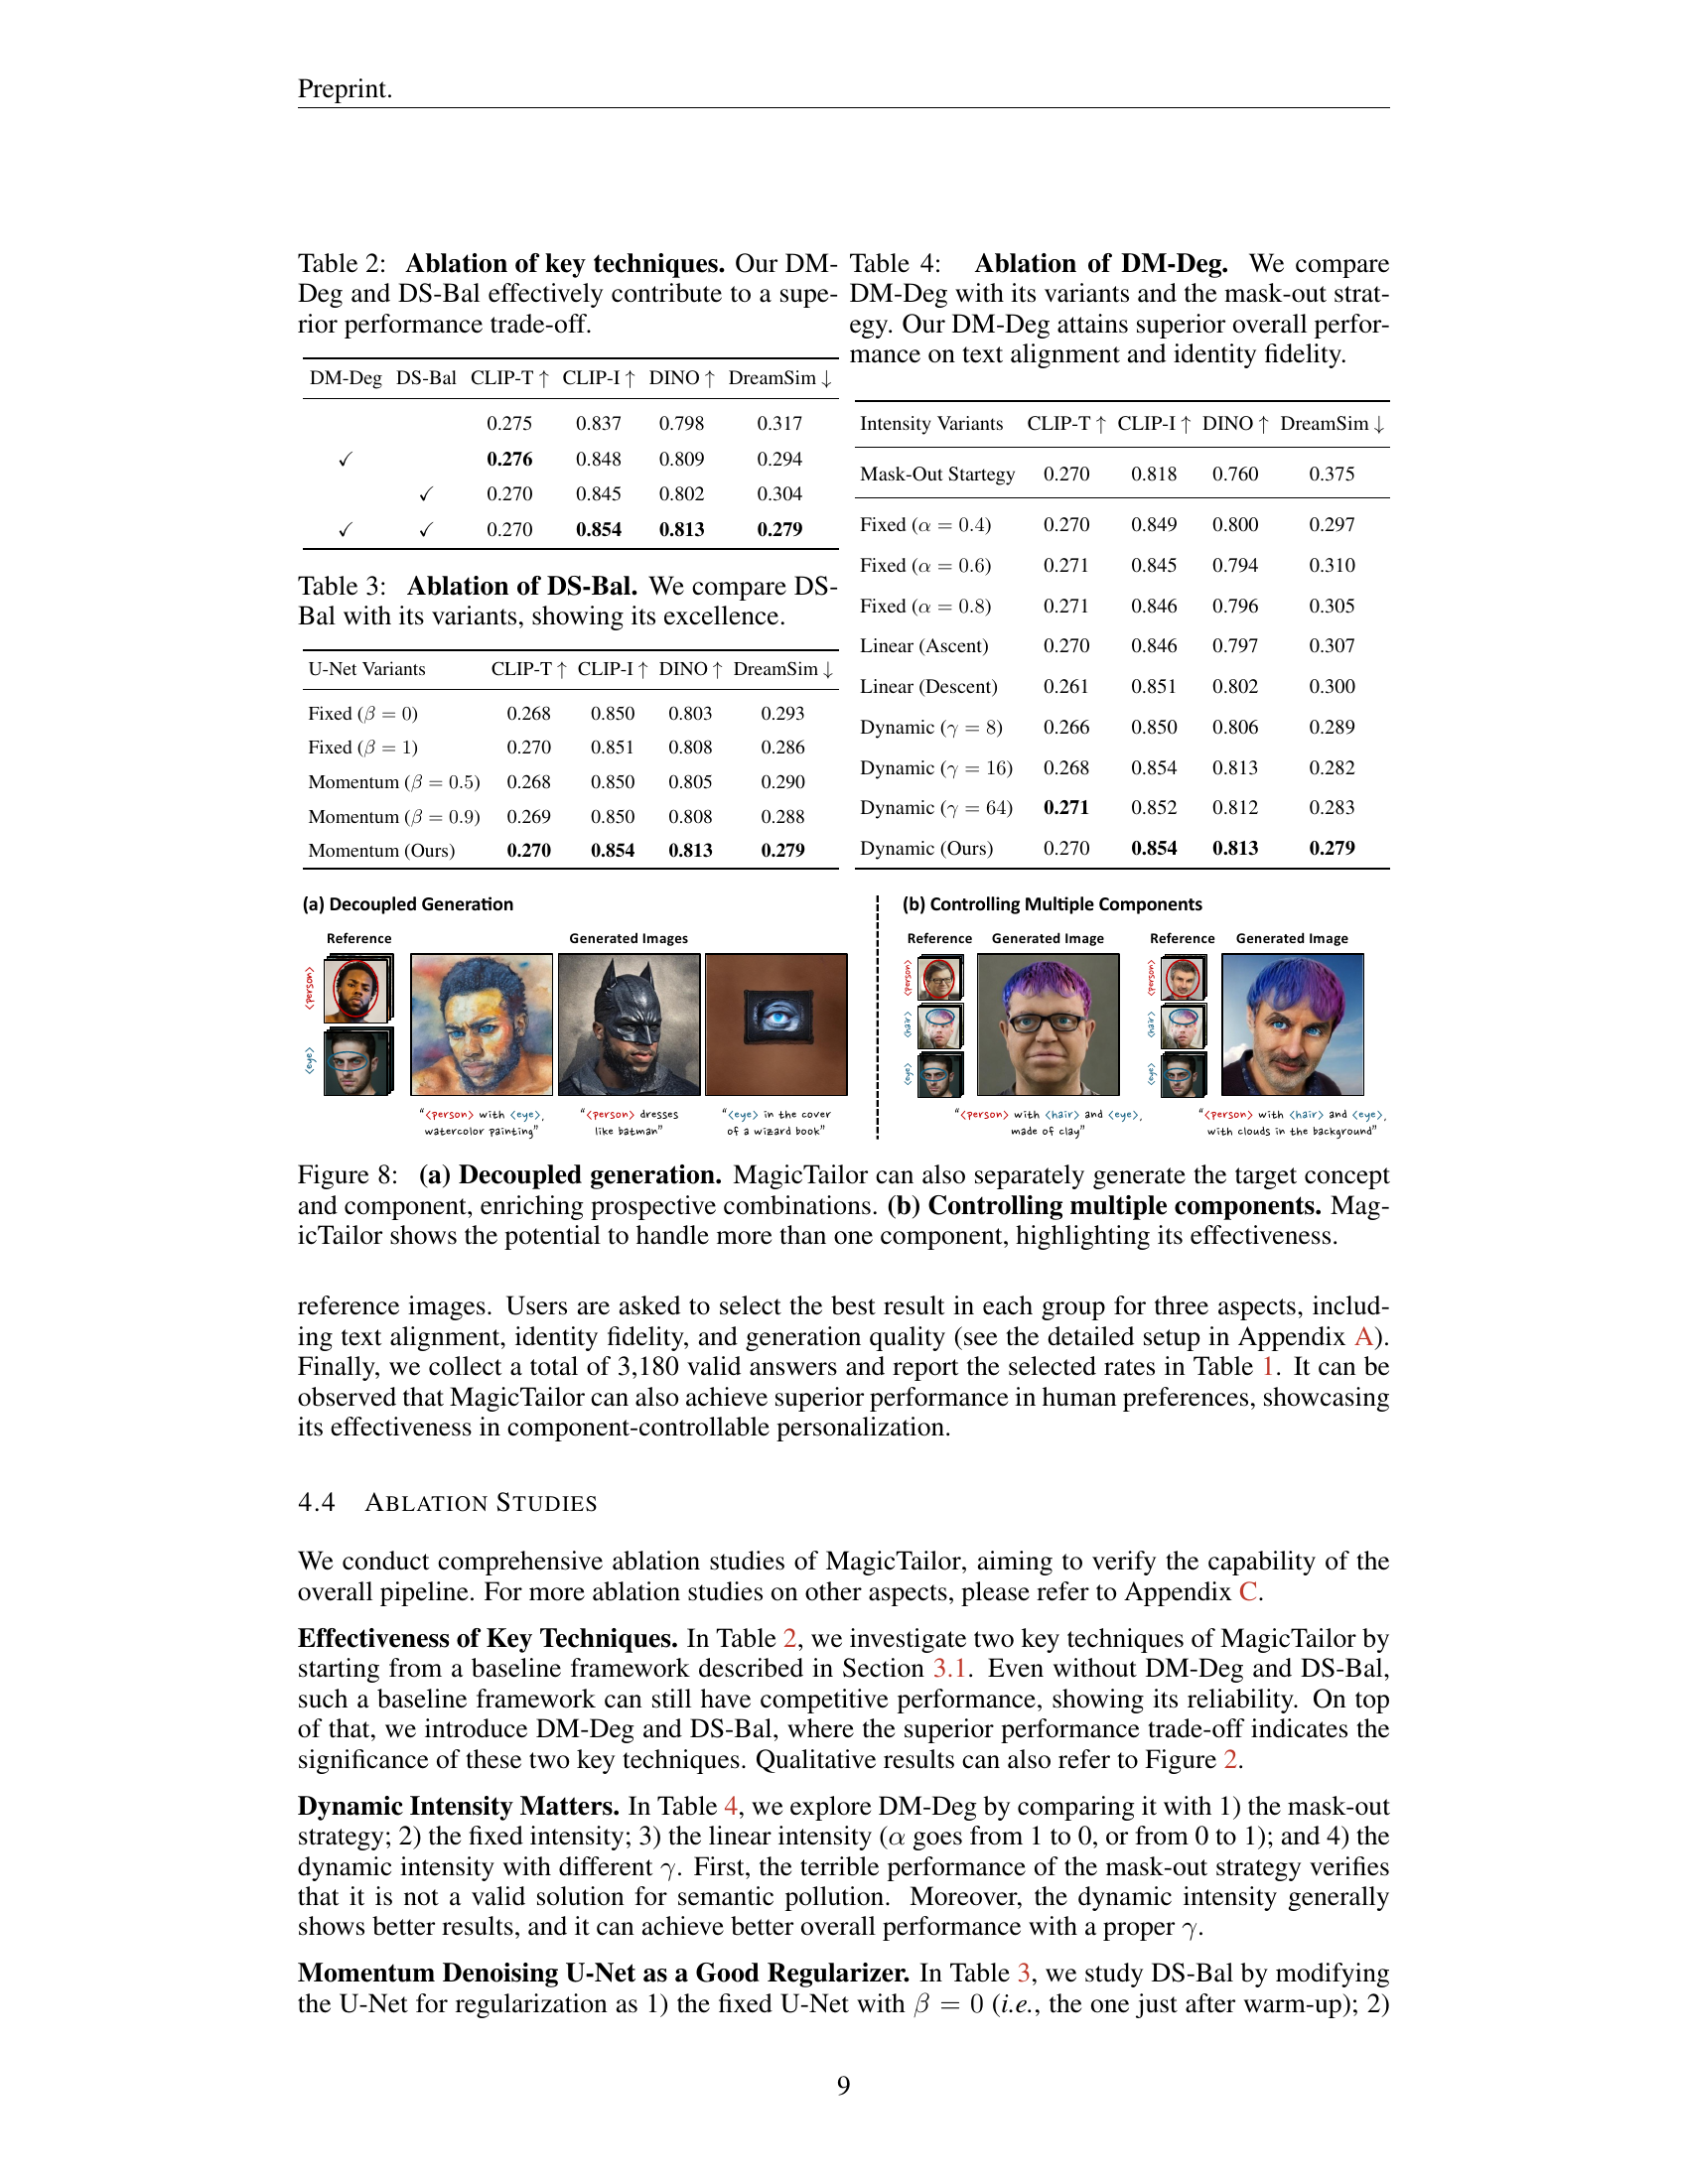 Preprint.
Table 2: Ablation of key techniques. Our DM-
Deg and DS-Bal effectively contribute to a supe-
rior performance trade-off.
DM-Deg DS-Bal CLIP-T ↑ CLIP-I ↑ DINO ↑ DreamSim ↓
0.275 0.837 0.798 0.317
✓ 0.276 0.848 0.809 0.294
✓ 0.270 0.845 0.802 0.304
✓ ✓ 0.270 0.854 0.813 0.279
Table 3: Ablation of DS-Bal. We compare DS-
Bal with its variants, showing its excellence.
U-Net Variants CLIP-T ↑ CLIP-I ↑ DINO ↑ DreamSim ↓
Fixed (β = 0) 0.268 0.850 0.803 0.293
Fixed (β = 1) 0.270 0.851 0.808 0.286
Momentum (β = 0.5) 0.268 0.850 0.805 0.290
Momentum (β = 0.9) 0.269 0.850 0.808 0.288
Momentum (Ours) 0.270 0.854 0.813 0.279
Table 4: Ablation of DM-Deg. We compare
DM-Deg with its variants and the mask-out strat-
egy. Our DM-Deg attains superior overall perfor-
mance on text alignment and identity fidelity.
Intensity Variants CLIP-T ↑ CLIP-I ↑ DINO ↑ DreamSim ↓
Mask-Out Startegy 0.270 0.818 0.760 0.375
Fixed (α = 0.4) 0.270 0.849 0.800 0.297
Fixed (α = 0.6) 0.271 0.845 0.794 0.310
Fixed (α = 0.8) 0.271 0.846 0.796 0.305
Linear (Ascent) 0.270 0.846 0.797 0.307
Linear (Descent) 0.261 0.851 0.802 0.300
Dynamic (γ = 8) 0.266 0.850 0.806 0.289
Dynamic (γ = 16) 0.268 0.854 0.813 0.282
Dynamic (γ = 64) 0.271 0.852 0.812 0.283
Dynamic (Ours) 0.270 0.854 0.813 0.279
(a) Decoupled Generation
Reference Generated Images
<person>
<eye>
"<person> with <eye>,
watercolor painting"
"<person> dresses
like batman"
"<eye> in the cover
of a wizard book"
(b) Controlling Multiple Components
Reference Generated Image
<person>
<hair>
<eye>
"<person> with <hair> and <eye>,
made of clay"
Reference Generated Image
<person>
<hair>
<eye>
"<person> with <hair> and <eye>,
with clouds in the background"
Figure 8: (a) Decoupled generation. MagicTailor can also separately generate the target concept
and component, enriching prospective combinations. (b) Controlling multiple components. Mag-
icTailor shows the potential to handle more than one component, highlighting its effectiveness.
reference images. Users are asked to select the best result in each group for three aspects, includ-
ing text alignment, identity fidelity, and generation quality (see the detailed setup in Appendix A).
Finally, we collect a total of 3,180 valid answers and report the selected rates in Table 1. It can be
observed that MagicTailor can also achieve superior performance in human preferences, showcasing
its effectiveness in component-controllable personalization.
4.4 ABLATION STUDIES
We conduct comprehensive ablation studies of MagicTailor, aiming to verify the capability of the
overall pipeline. For more ablation studies on other aspects, please refer to Appendix C.
Effectiveness of Key Techniques. In Table 2, we investigate two key techniques of MagicTailor by
starting from a baseline framework described in Section 3.1. Even without DM-Deg and DS-Bal,
such a baseline framework can still have competitive performance, showing its reliability. On top
of that, we introduce DM-Deg and DS-Bal, where the superior performance trade-off indicates the
significance of these two key techniques. Qualitative results can also refer to Figure 2.
Dynamic Intensity Matters. In Table 4, we explore DM-Deg by comparing it with 1) the mask-out
strategy; 2) the fixed intensity; 3) the linear intensity (α goes from 1 to 0, or from 0 to 1); and 4) the
dynamic intensity with different γ. First, the terrible performance of the mask-out strategy verifies
that it is not a valid solution for semantic pollution. Moreover, the dynamic intensity generally
shows better results, and it can achieve better overall performance with a proper γ.
Momentum Denoising U-Net as a Good Regularizer. In Table 3, we study DS-Bal by modifying
the U-Net for regularization as 1) the fixed U-Net with β = 0 (i.e., the one just after warm-up); 2)
9